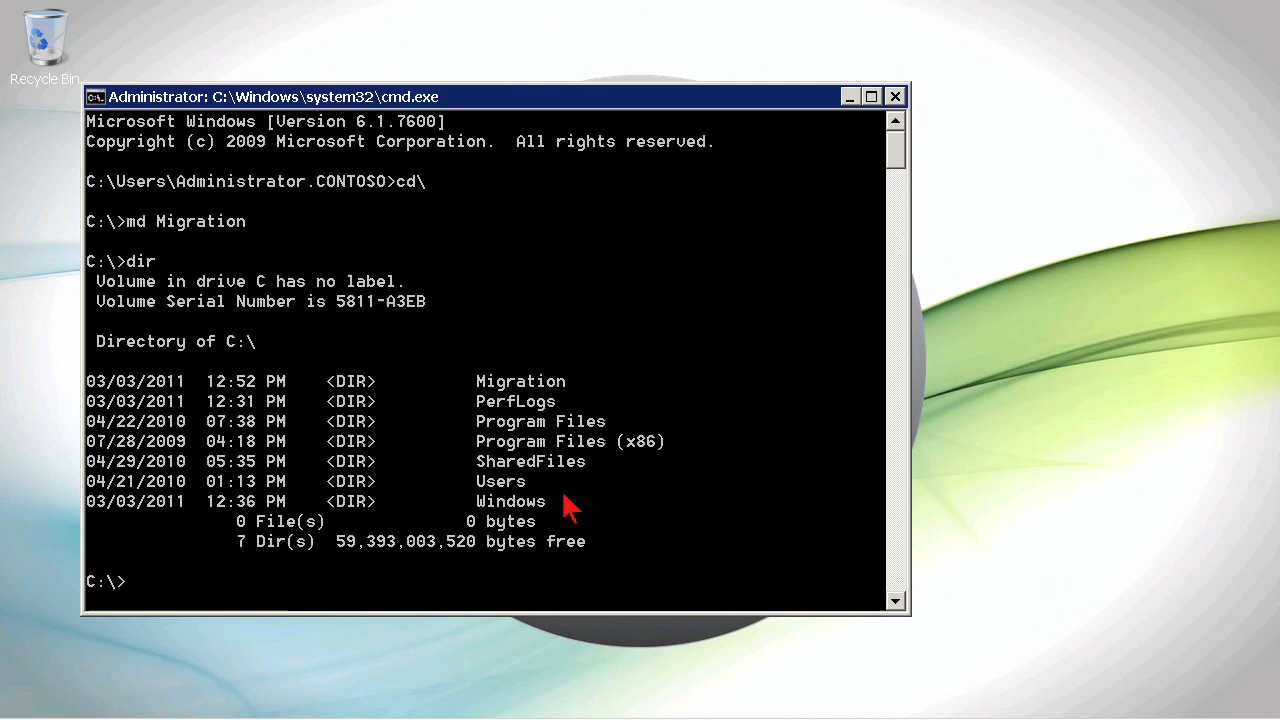 Recycle Bin
Administrator: C:\Windows\system32\cmd.exe
Microsoft Windows [Version 6.1.7600]
Copyright (c) 2009 Microsoft Corporation.  All rights reserved.
C:\Users\Administrator.CONTOSO>cd\
C:\>md Migration
C:\>dir
Volume in drive C has no label.
Volume Serial Number is 5811-A3EB
Directory of C:\
03/03/2011  12:52 PM    <DIR>          Migration
03/03/2011  12:31 PM    <DIR>          PerfLogs
04/22/2010  07:38 PM    <DIR>          Program Files
07/28/2009  04:18 PM    <DIR>          Program Files (x86)
04/29/2010  05:35 PM    <DIR>          SharedFiles
04/21/2010  01:13 PM    <DIR>          Users
03/03/2011  12:36 PM    <DIR>          Windows
0 File(s)              0 bytes
7 Dir(s)  59,393,003,520 bytes free
C:\>